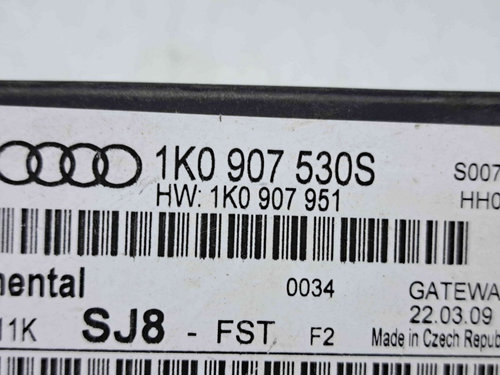 1K0 907 530S S007
HW: 1K0 907 951 HH0
nental 0034 GATEWA
11K SJ8 - FST F2 22.03.09
Made in Czech Repub